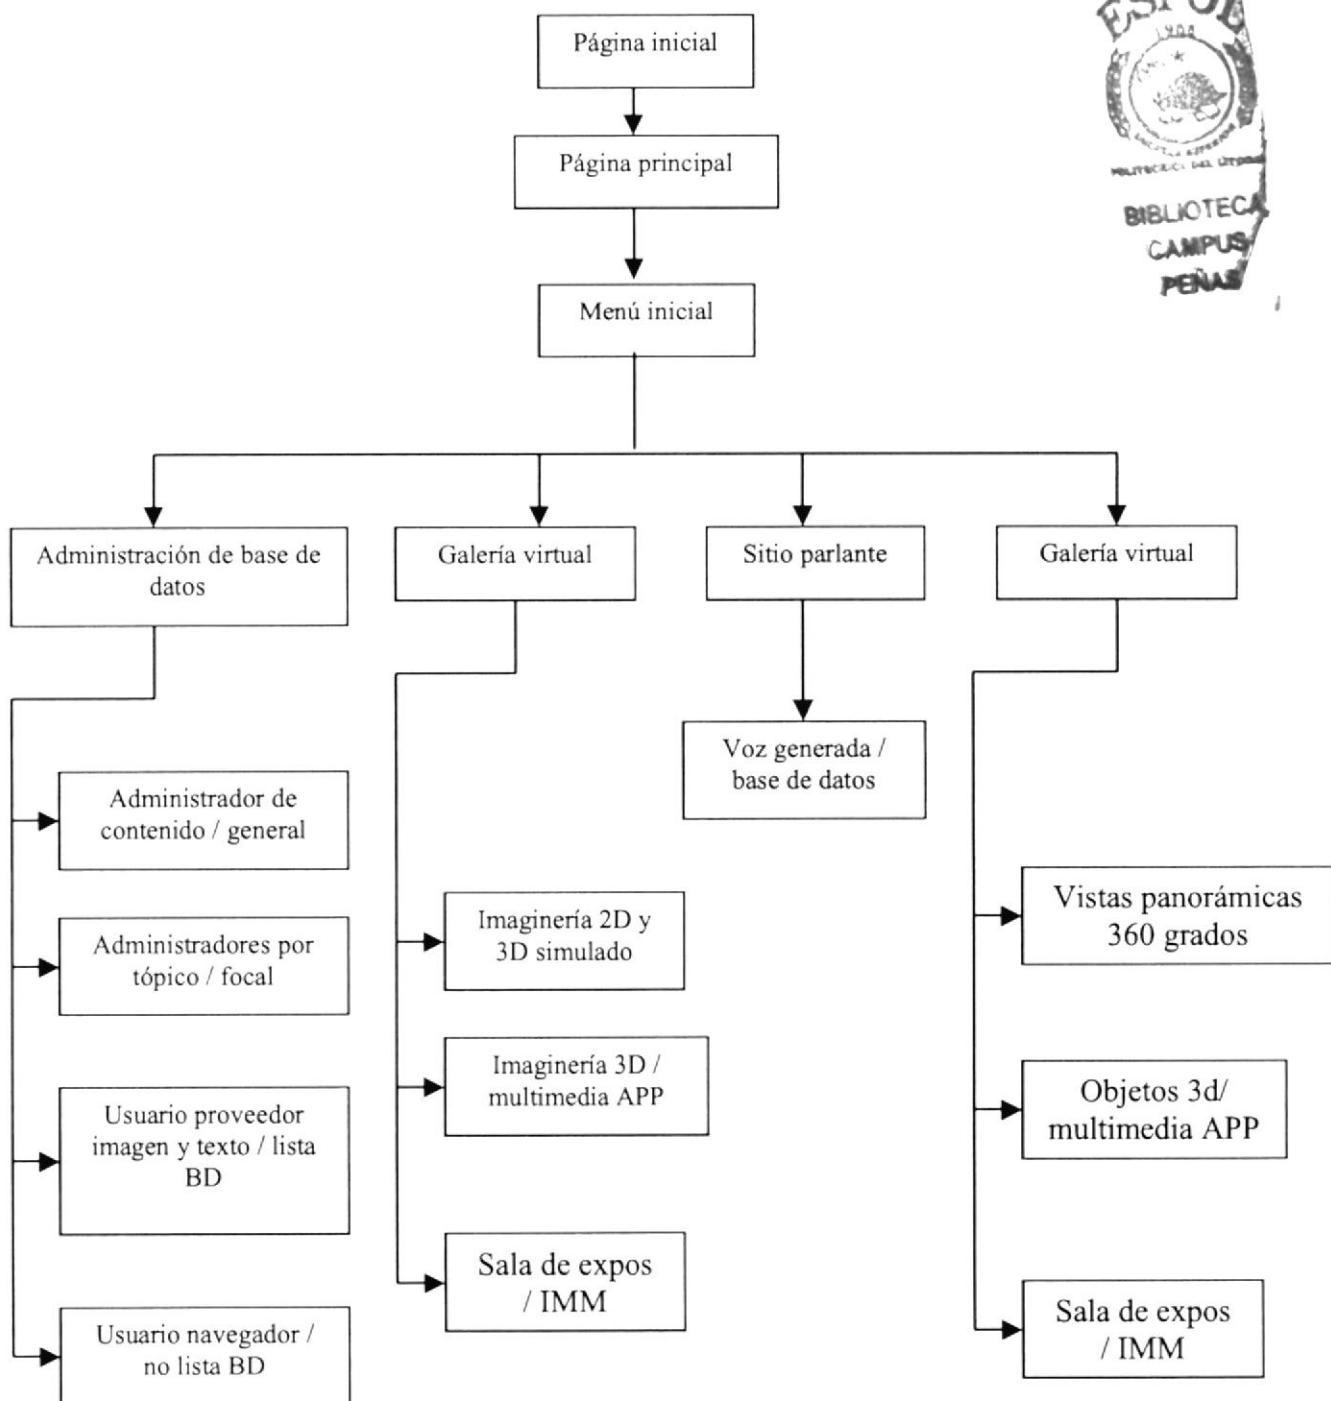 Página inicial
ESPOL
1908
Página principal
BIBLIOTECA
CAMPUS
PEÑAS
Menú inicial
Administración de base de
datos
Galería virtual
Sitio parlante
Galería virtual
Voz generada /
base de datos
Administrador de
contenido / general
Administradores por
tópico / focal
Usuario proveedor
imagen y texto / lista
BD
Usuario navegador /
no lista BD
Imaginería 2D y
3D simulado
Imaginería 3D /
multimedia APP
Sala de expos
/ IMM
Vistas panorámicas
360 grados
Objetos 3d/
multimedia APP
Sala de expos
/ IMM